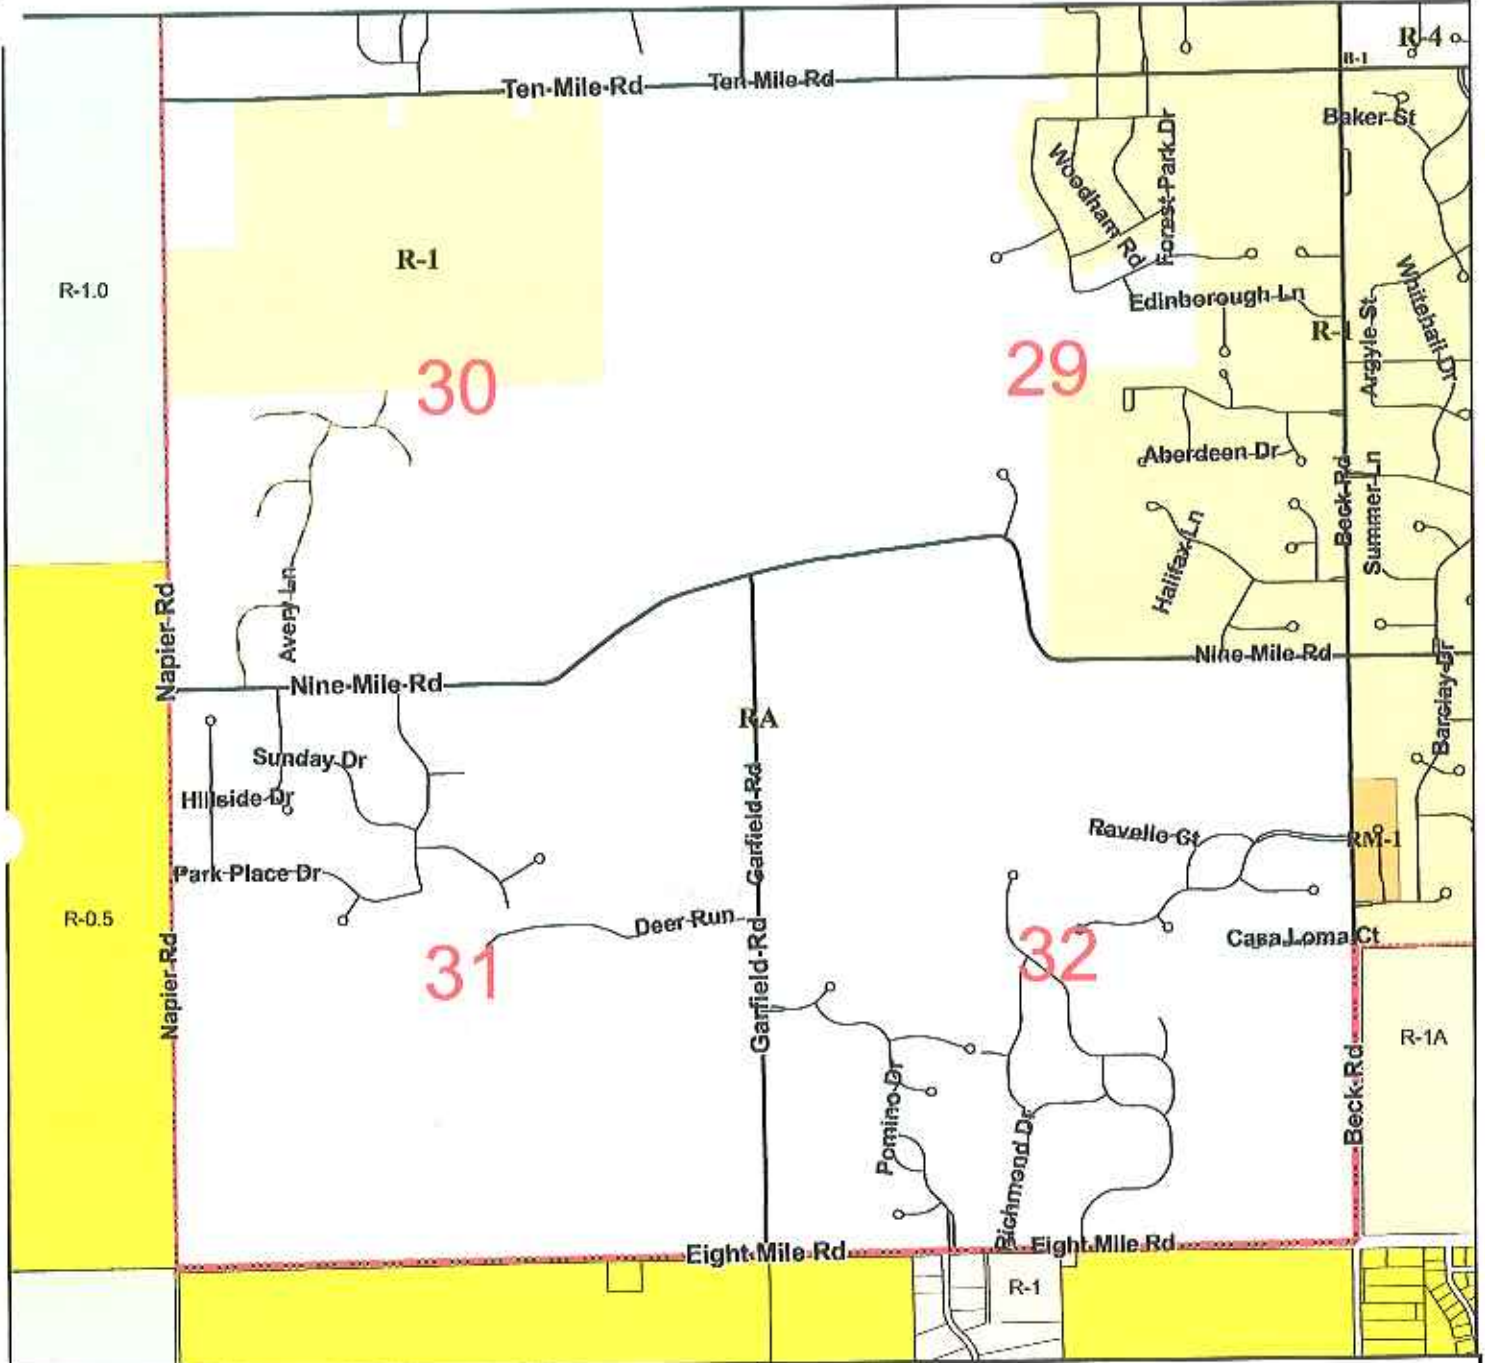 R-4
B-1
Ten Mile Rd
Ten Mile Rd
Baker St
Woodham Rd
Forest Park Dr
R-1
R-1.0
Whitehall Dr
Edinborough Ln
Argyle St
R-1
29
30
Aberdeen Dr
Beck Rd
Summer Ln
Halifax Ln
Avery Ln
Napier Rd
Nine Mile Rd
Nine Mile Rd
Barclay Dr
RA
Sunday Dr
Hillside Dr
Garfield Rd
Ravello Ct
RM-1
Park Place Dr
R-0.5
Deer Run
Casa Loma Ct
32
31
Napier Rd
Garfield Rd
R-1A
Beck Rd
Pomino Dr
Richmond Dr
Eight Mile Rd
Eight Mile Rd
R-1